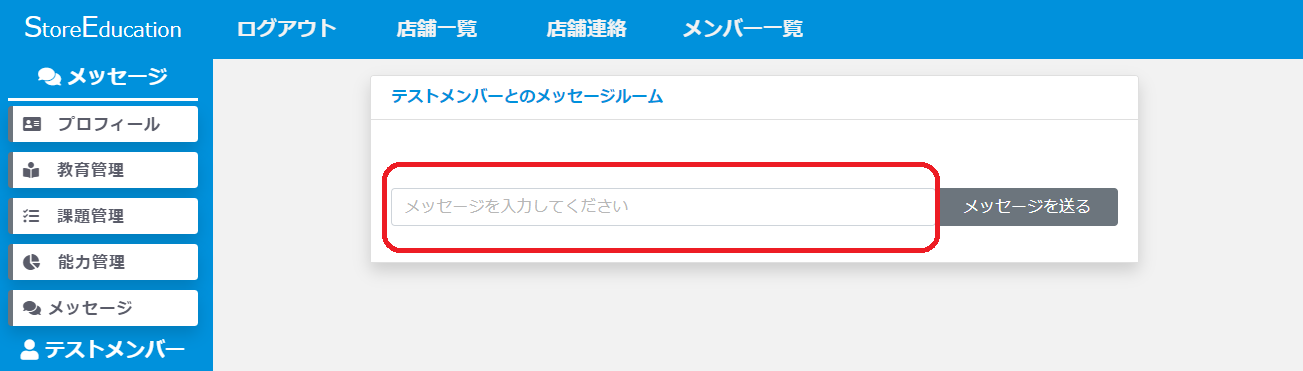 StoreEducation
ログアウト
店舗一覧
店舗連絡
メンバー一覧
メッセージ
プロフィール
教育管理
課題管理
能力管理
メッセージ
テストメンバー
テストメンバーとのメッセージルーム
メッセージを入力してください
メッセージを送る